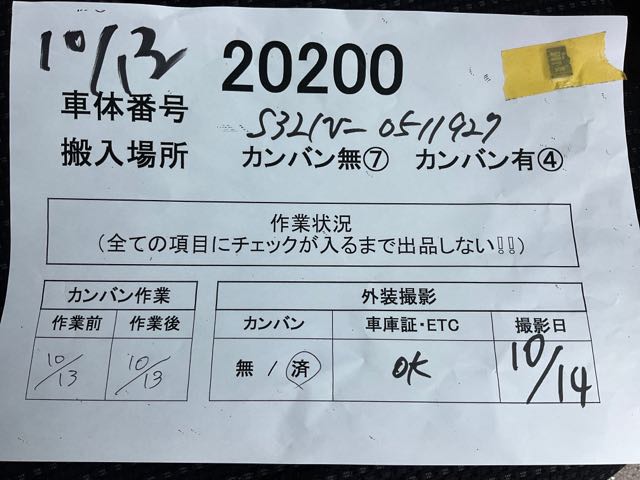 10/13 20200
車体番号 S321V-0511927
搬入場所 カンバン無⑦ カンバン有④
作業状況
(全ての項目にチェックが入るまで出品しない!!)
カンバン作業 外装撮影
作業前 作業後 カンバン 車庫証・ETC 撮影日
10/13 10/13 無 / 済 OK 10/14